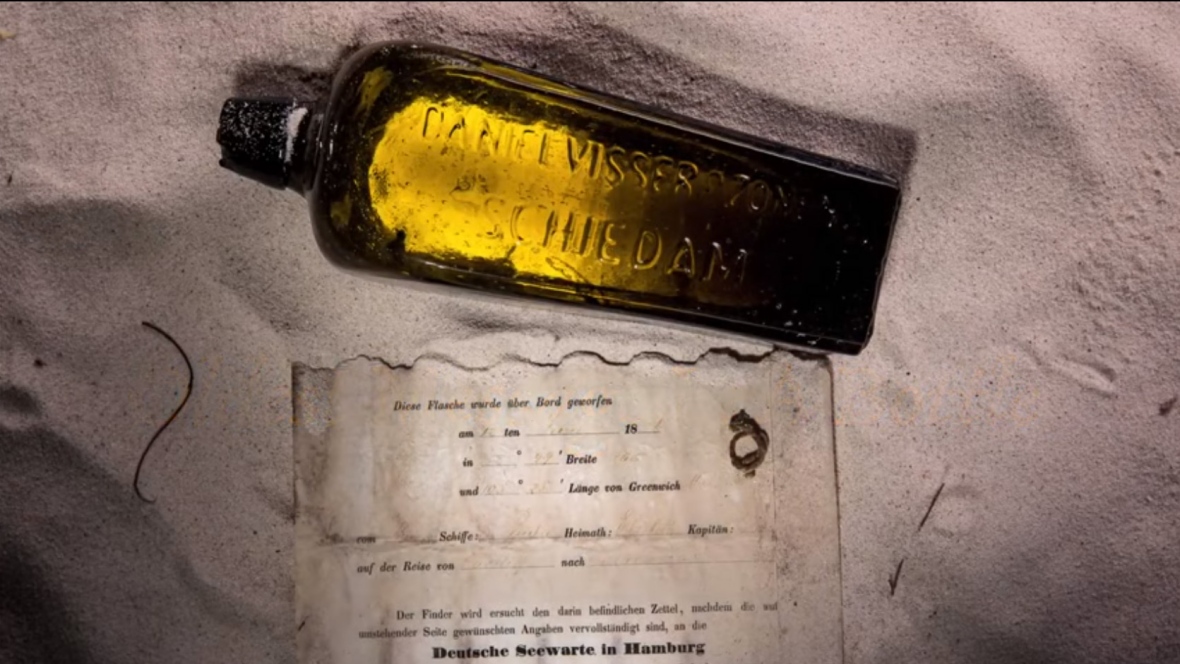 DANIEL VISSER & ZONEN
SCHIEDAM
Diese Flasche wurde über Bord geworfen
am ten 18
in ° ' Breite
und ° ' Länge von Greenwich
vom Schiffe: Heimath: Kapitän:
auf der Reise von nach
Der Finder wird ersucht den darin befindlichen Zettel, nachdem die auf
umstehender Seite gewünschten Angaben vervollständigt sind, an die
Deutsche Seewarte in Hamburg